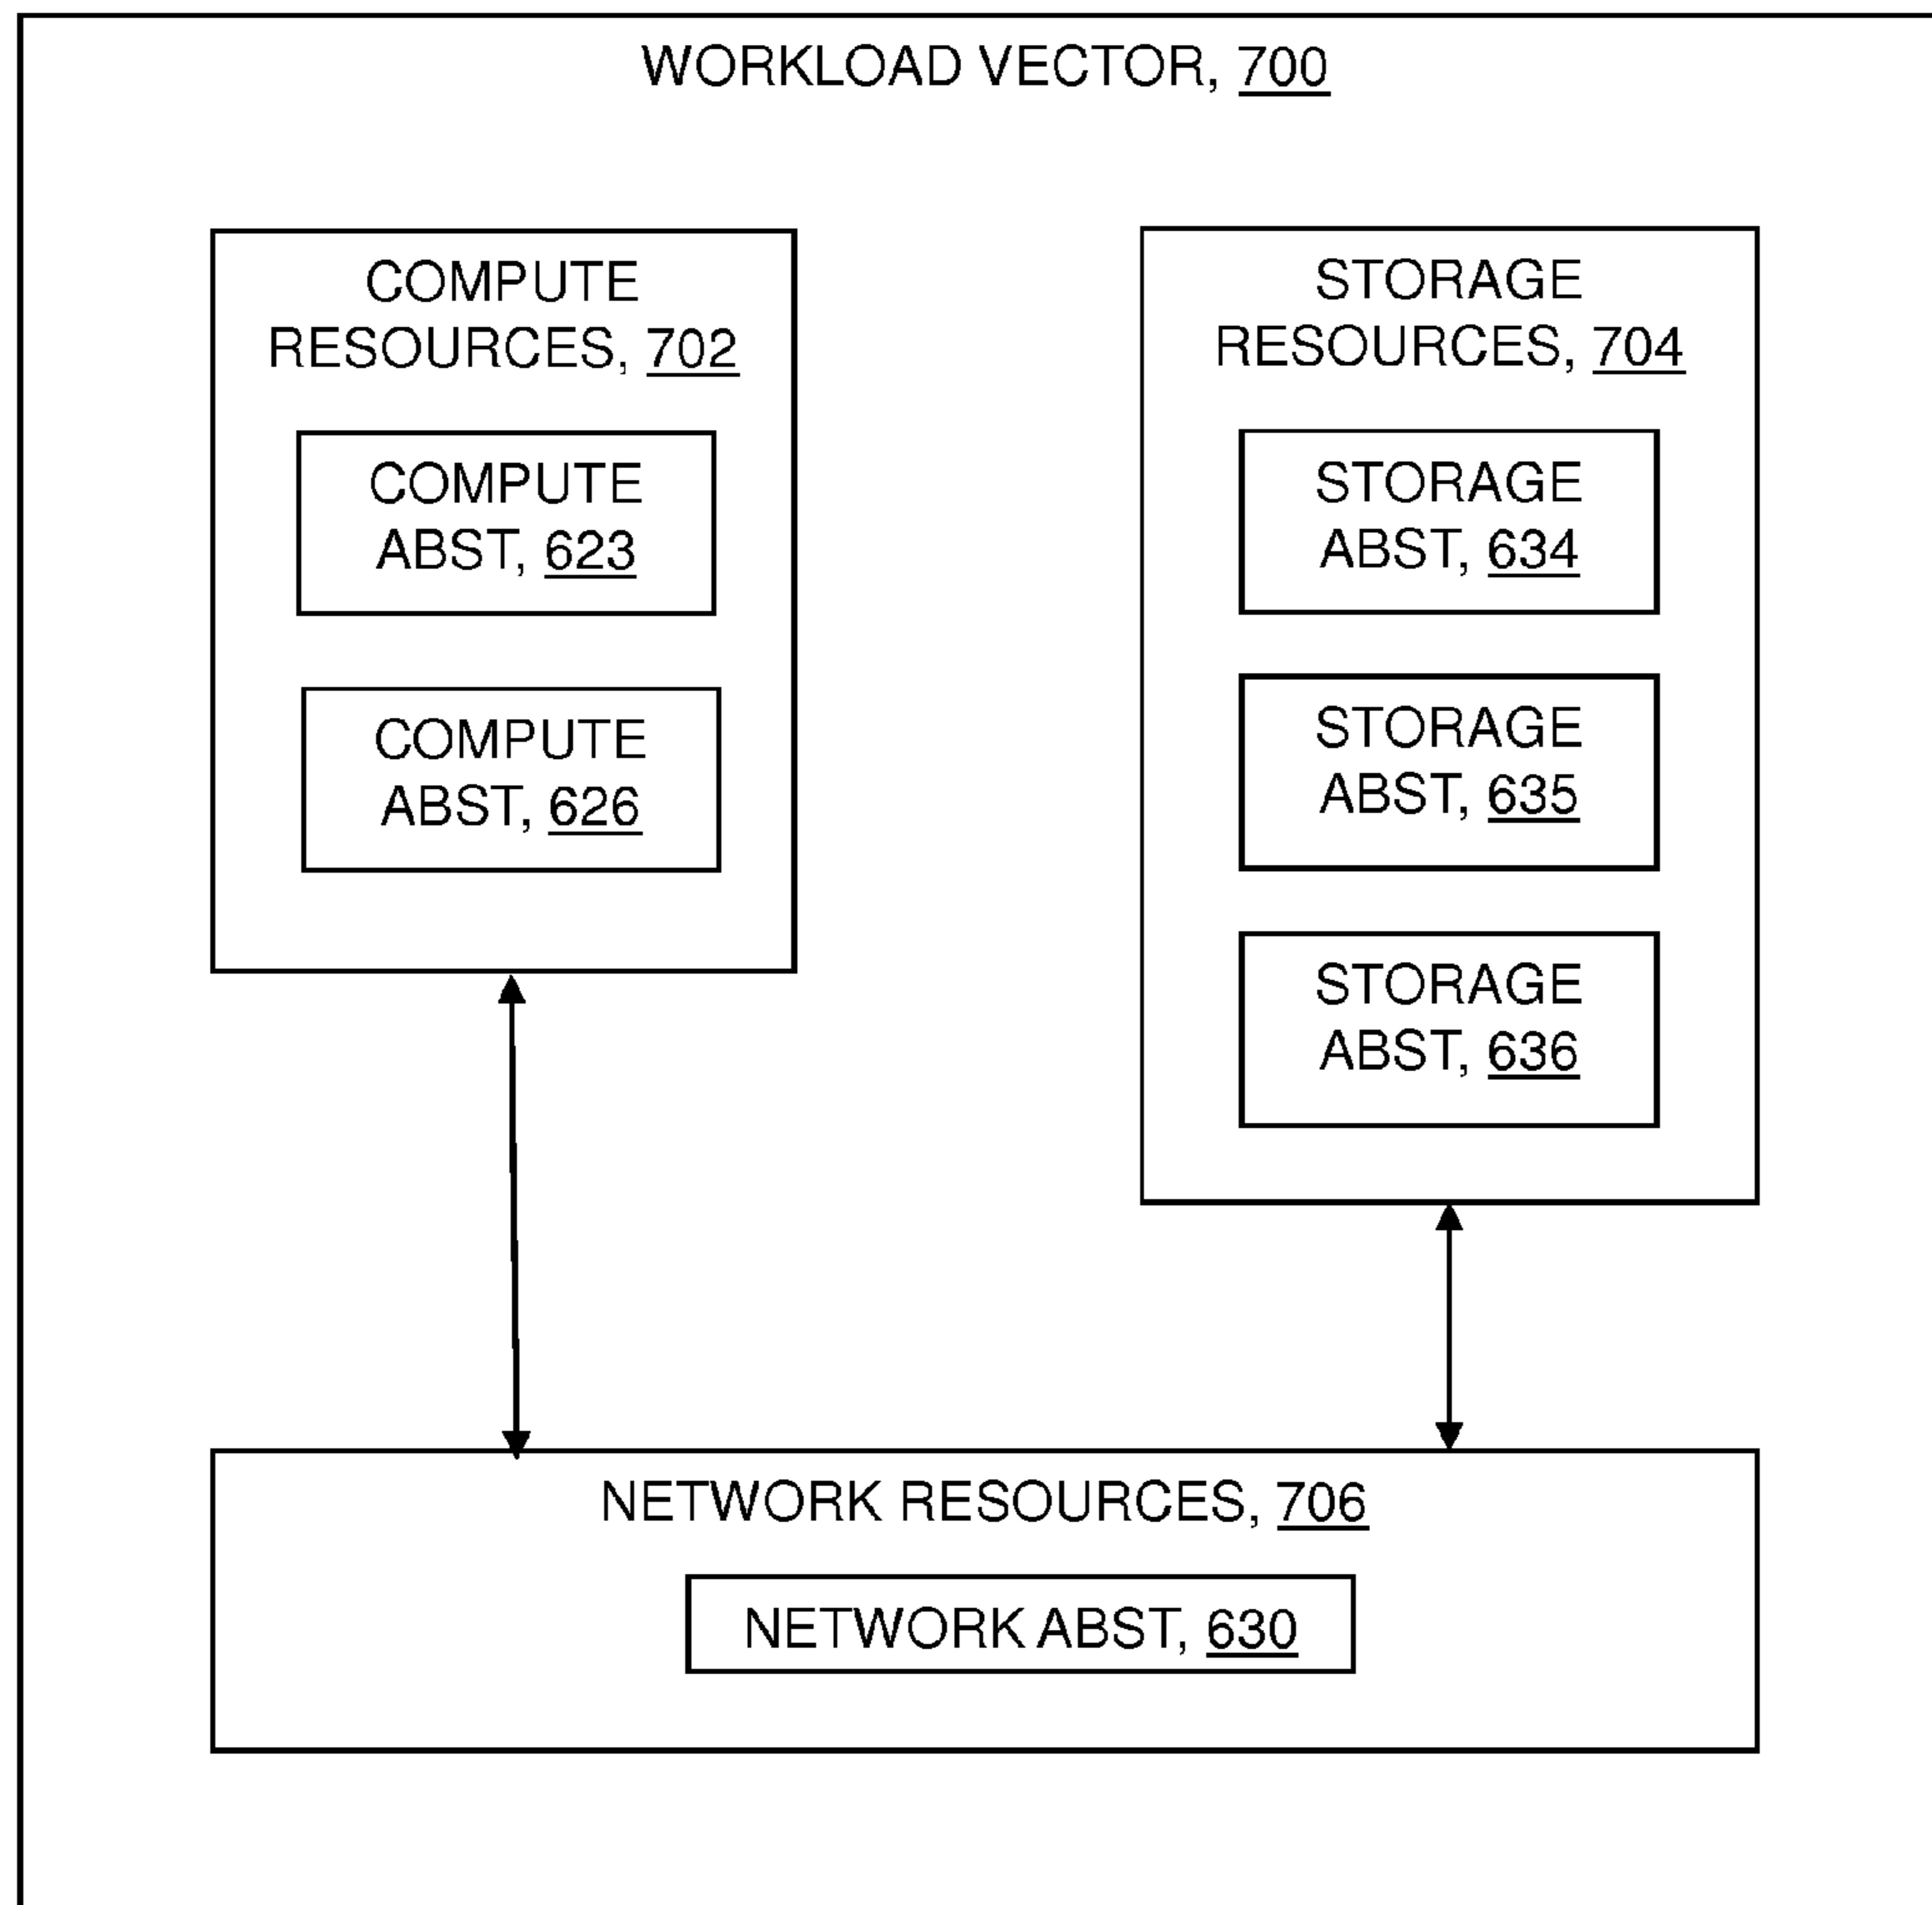 WORKLOAD VECTOR, 700
COMPUTE
RESOURCES, 702
COMPUTE
ABST, 623
COMPUTE
ABST, 626
STORAGE
RESOURCES, 704
STORAGE
ABST, 634
STORAGE
ABST, 635
STORAGE
ABST, 636
NETWORK RESOURCES, 706
NETWORK ABST, 630